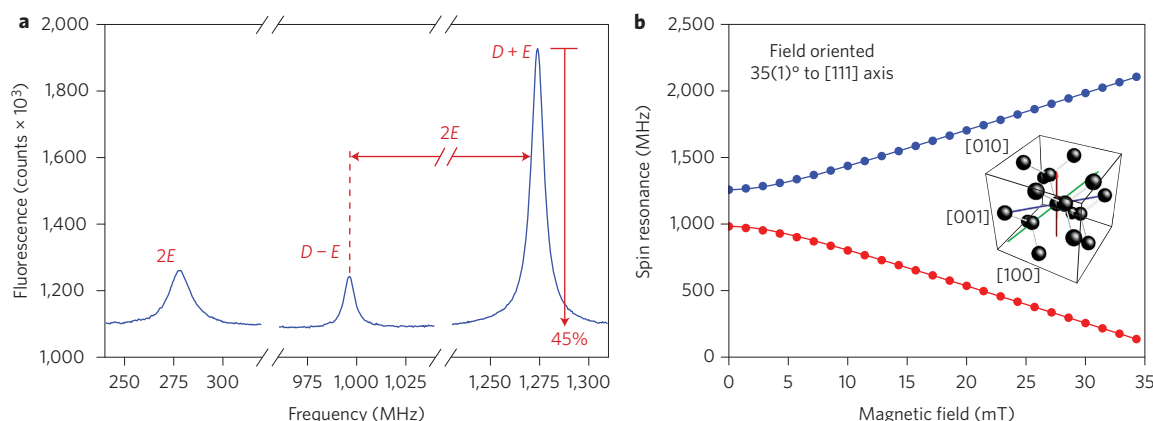 a
2,000
1,800
1,600
1,400
1,200
1,000
Fluorescence (counts × 10³)
2E
D – E
2E
D + E
45%
240
275
975
1,000
1,025
1,250
1,275
1,300
Frequency (MHz)
b
2,500
2,000
1,500
1,000
500
0
Spin resonance (MHz)
Field oriented
35(1)° to [111] axis
[010]
[001]
[100]
0
5
10
15
20
25
30
35
Magnetic field (mT)